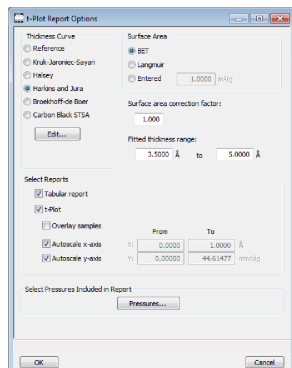 t-Plot Report Options
Thickness Curve
Reference
Kruk-Jaroniec-Sayari
Halsey
Harkins and Jura
Broekhoff-de Boer
Carbon Black STSA
Edit...
Surface Area
BET
Langmuir
Entered 1.0000 m²/g
Surface area correction factor:
1.000
Fitted thickness range:
3.5000 Å to 5.0000 Å
Select Reports
Tabular report
t-Plot
Overlay samples
From To
Autoscale x-axis X: 0.0000 1.0000 Å
Autoscale y-axis Y: 0.00000 44.61477 mmol/g
Select Pressures Included in Report
Pressures...
OK Cancel